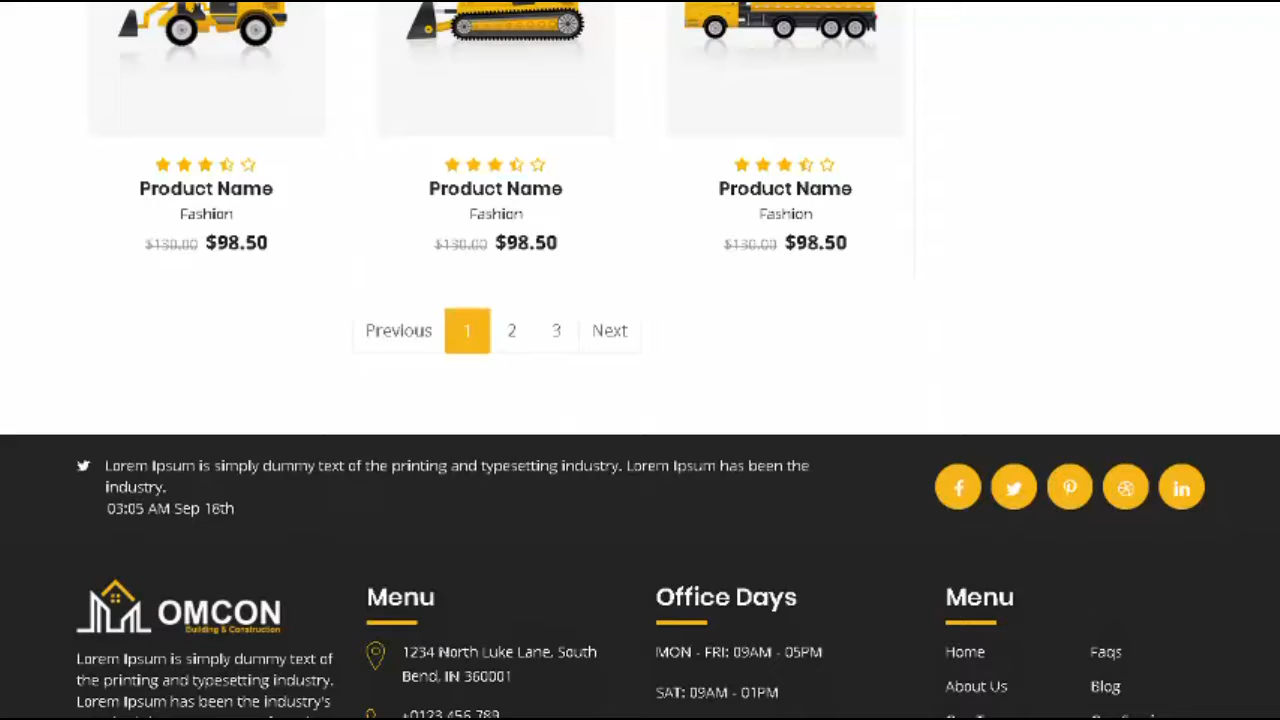 Product Name
Fashion
$130.00 $98.50
Product Name
Fashion
$130.00 $98.50
Product Name
Fashion
$130.00 $98.50
Previous 1 2 3 Next
Lorem Ipsum is simply dummy text of the printing and typesetting industry. Lorem Ipsum has been the
industry.
03:05 AM Sep 18th
OMCON
Building & Construction
Lorem Ipsum is simply dummy text of
the printing and typesetting industry.
Lorem Ipsum has been the industry's
Menu
1234 North Luke Lane, South
Bend, IN 360001
+0123 456 789
Office Days
MON - FRI: 09AM - 05PM
SAT: 09AM - 01PM
Menu
Home
Faqs
About Us
Blog